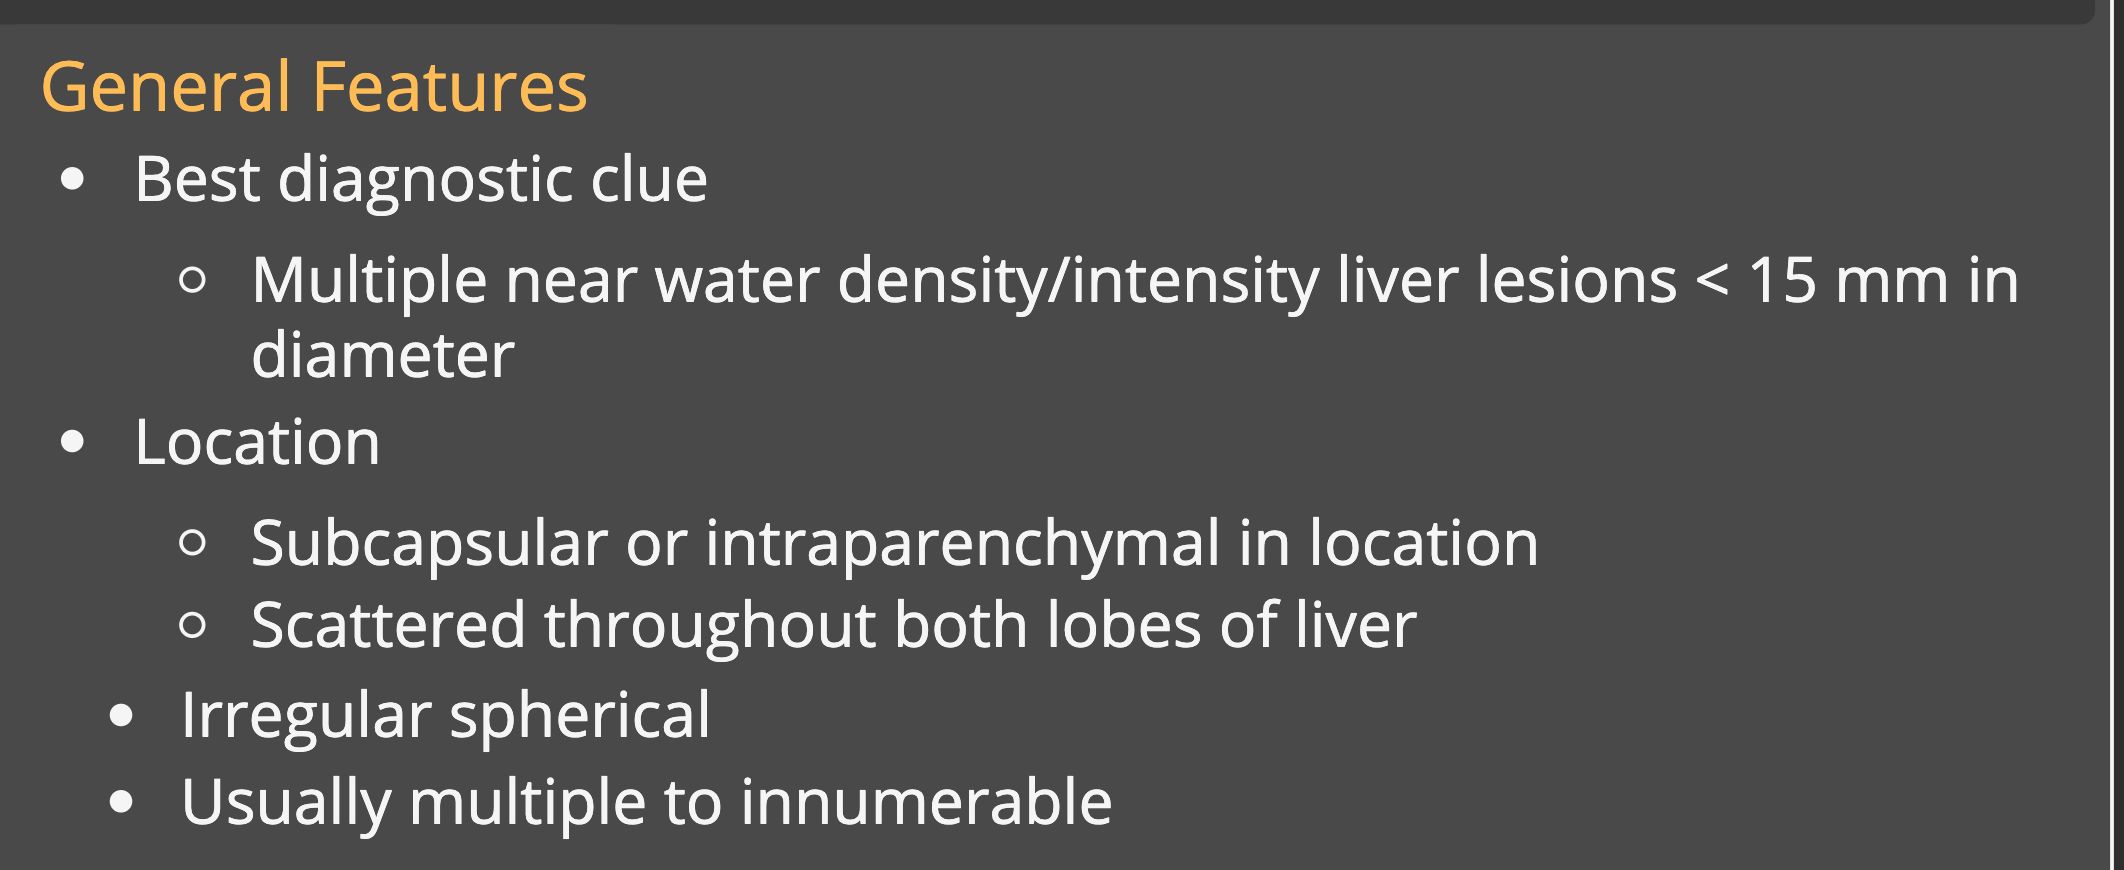 General Features
• Best diagnostic clue
○ Multiple near water density/intensity liver lesions < 15 mm in
diameter
• Location
○ Subcapsular or intraparenchymal in location
○ Scattered throughout both lobes of liver
• Irregular spherical
• Usually multiple to innumerable